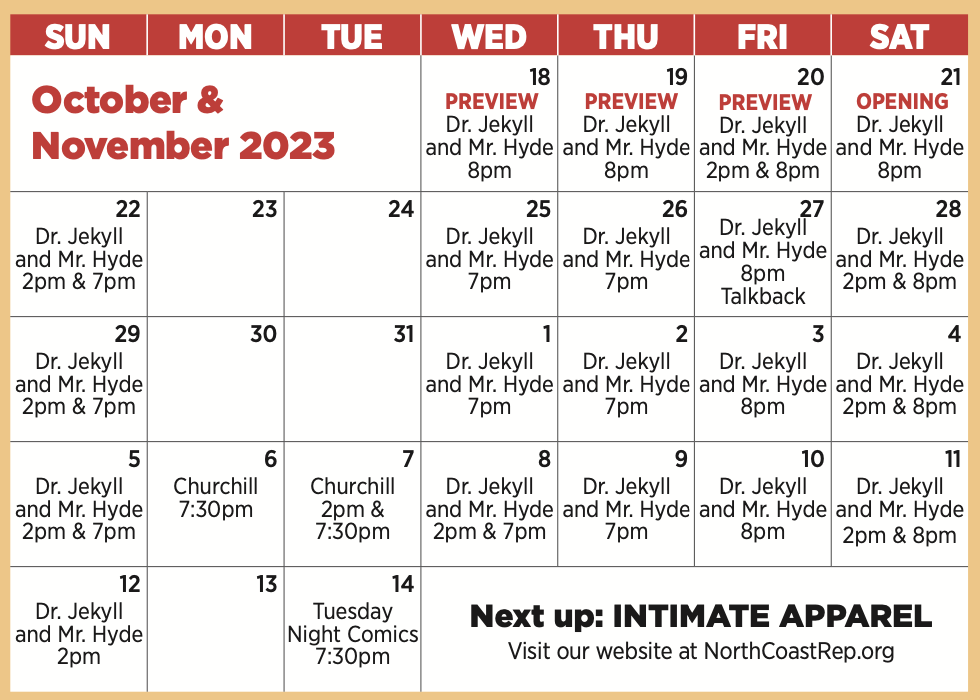 SUN MON TUE WED THU FRI SAT
October &
November 2023
18
PREVIEW
Dr. Jekyll
and Mr. Hyde
8pm
19
PREVIEW
Dr. Jekyll
and Mr. Hyde
8pm
20
PREVIEW
Dr. Jekyll
and Mr. Hyde
2pm & 8pm
21
OPENING
Dr. Jekyll
and Mr. Hyde
8pm
22
Dr. Jekyll
and Mr. Hyde
2pm & 7pm
23
24
25
Dr. Jekyll
and Mr. Hyde
7pm
26
Dr. Jekyll
and Mr. Hyde
7pm
27
Dr. Jekyll
and Mr. Hyde
8pm
Talkback
28
Dr. Jekyll
and Mr. Hyde
2pm & 8pm
29
Dr. Jekyll
and Mr. Hyde
2pm & 7pm
30
31
1
Dr. Jekyll
and Mr. Hyde
7pm
2
Dr. Jekyll
and Mr. Hyde
7pm
3
Dr. Jekyll
and Mr. Hyde
8pm
4
Dr. Jekyll
and Mr. Hyde
2pm & 8pm
5
Dr. Jekyll
and Mr. Hyde
2pm & 7pm
6
Churchill
7:30pm
7
Churchill
2pm &
7:30pm
8
Dr. Jekyll
and Mr. Hyde
2pm & 7pm
9
Dr. Jekyll
and Mr. Hyde
7pm
10
Dr. Jekyll
and Mr. Hyde
8pm
11
Dr. Jekyll
and Mr. Hyde
2pm & 8pm
12
Dr. Jekyll
and Mr. Hyde
2pm
13
14
Tuesday
Night Comics
7:30pm
Next up: INTIMATE APPAREL
Visit our website at NorthCoastRep.org